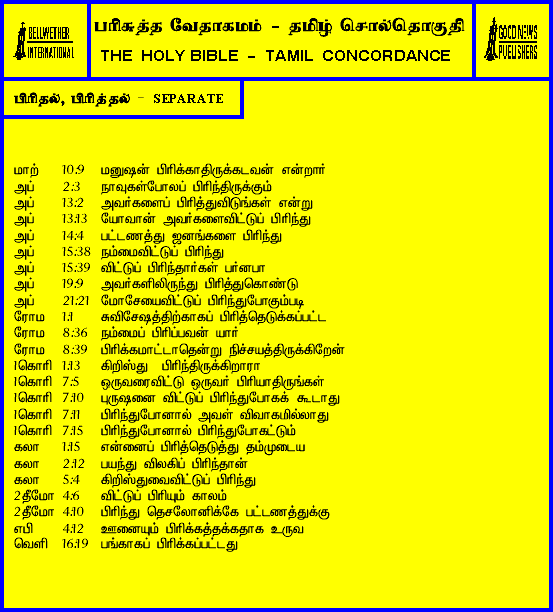 BELLWETHER INTERNATIONAL
பரிசுத்த வேதாகமம் - தமிழ் சொல்தொகுதி
THE HOLY BIBLE - TAMIL CONCORDANCE
GOOD NEWS PUBLISHERS
பிரிதல், பிரித்தல் - SEPARATE
மாற் 10:9 மனுஷன் பிரிக்காதிருக்கடவன் என்றார்
அப் 2:3 நாவுகள்போலப் பிரிந்திருக்கும்
அப் 13:2 அவர்களைப் பிரித்துவிடுங்கள் என்று
அப் 13:13 யோவான் அவர்களைவிட்டுப் பிரிந்து
அப் 14:4 பட்டணத்து ஜனங்களை பிரிந்து
அப் 15:38 நம்மைவிட்டுப் பிரிந்து
அப் 15:39 விட்டுப் பிரிந்தார்கள் பர்னபா
அப் 19:9 அவர்களிலிருந்து பிரித்துகொண்டு
அப் 21:21 மோசேயைவிட்டுப் பிரிந்துபோகும்படி
ரோம 1:1 சுவிசேஷத்திற்காகப் பிரித்தெடுக்கப்பட்ட
ரோம 8:36 நம்மைப் பிரிப்பவன் யார்
ரோம 8:39 பிரிக்கமாட்டாதென்று நிச்சயத்திருக்கிறேன்
1கொரி 1:13 கிறிஸ்து பிரிந்திருக்கிறாரா
1கொரி 7:5 ஒருவரைவிட்டு ஒருவர் பிரியாதிருங்கள்
1கொரி 7:10 புருஷனை விட்டுப் பிரிந்துபோகக் கூடாது
1கொரி 7:11 பிரிந்துபோனால் அவள் விவாகமில்லாது
1கொரி 7:15 பிரிந்துபோனால் பிரிந்துபோகட்டும்
கலா 1:15 என்னைப் பிரித்தெடுத்து தம்முடைய
கலா 2:12 பயந்து விலகிப் பிரிந்தான்
கலா 5:4 கிறிஸ்துவைவிட்டுப் பிரிந்து
2தீமோ 4:6 விட்டுப் பிரியும் காலம்
2தீமோ 4:10 பிரிந்து தெசலோனிக்கே பட்டணத்துக்கு
எபி 4:12 ஊனையும் பிரிக்கத்தக்கதாக உருவ
வெளி 16:19 பங்காகப் பிரிக்கப்பட்டது